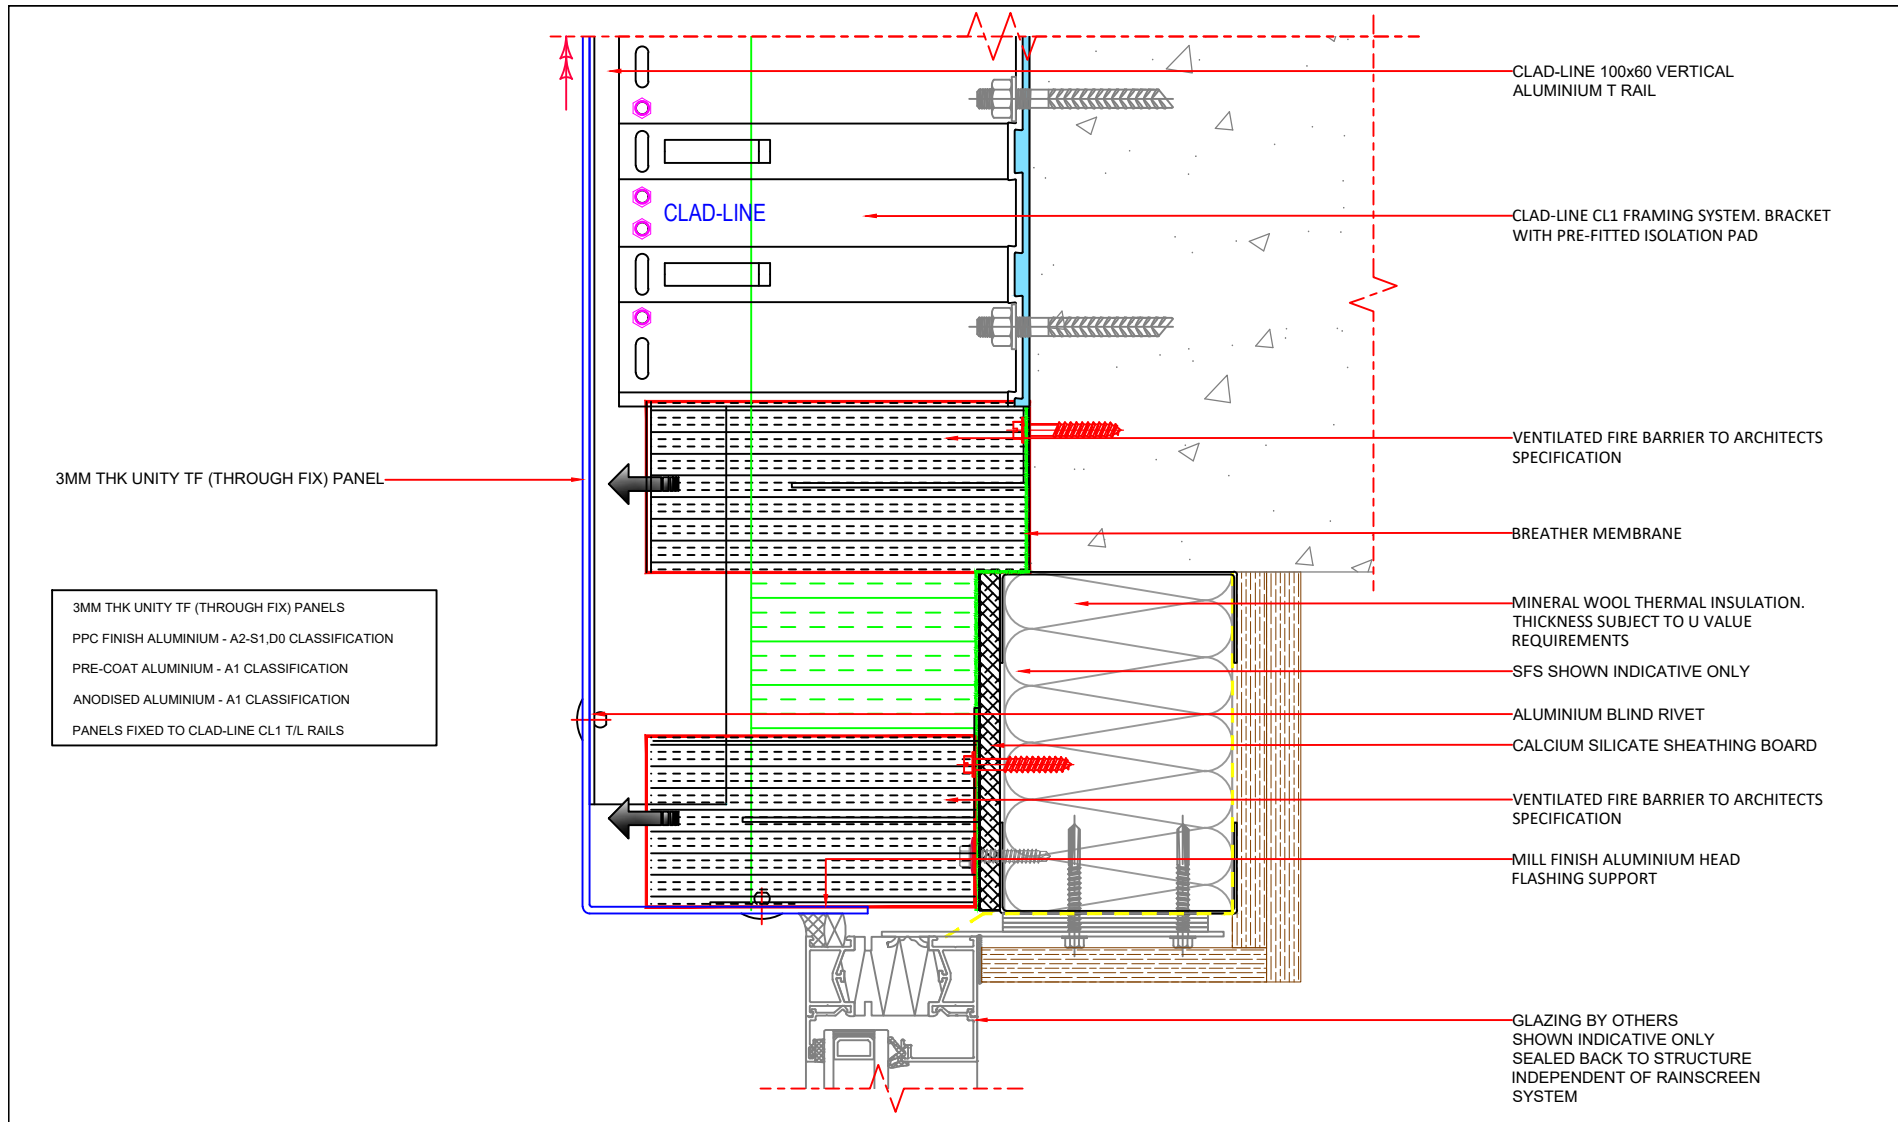 CLAD-LINE 100x60 VERTICAL
ALUMINIUM T RAIL
CLAD-LINE
CLAD-LINE CL1 FRAMING SYSTEM. BRACKET
WITH PRE-FITTED ISOLATION PAD
VENTILATED FIRE BARRIER TO ARCHITECTS
SPECIFICATION
3MM THK UNITY TF (THROUGH FIX) PANEL
BREATHER MEMBRANE
3MM THK UNITY TF (THROUGH FIX) PANELS
PPC FINISH ALUMINIUM - A2-S1,D0 CLASSIFICATION
PRE-COAT ALUMINIUM - A1 CLASSIFICATION
ANODISED ALUMINIUM - A1 CLASSIFICATION
PANELS FIXED TO CLAD-LINE CL1 T/L RAILS
MINERAL WOOL THERMAL INSULATION.
THICKNESS SUBJECT TO U VALUE
REQUIREMENTS
SFS SHOWN INDICATIVE ONLY
ALUMINIUM BLIND RIVET
CALCIUM SILICATE SHEATHING BOARD
VENTILATED FIRE BARRIER TO ARCHITECTS
SPECIFICATION
MILL FINISH ALUMINIUM HEAD
FLASHING SUPPORT
GLAZING BY OTHERS
SHOWN INDICATIVE ONLY
SEALED BACK TO STRUCTURE
INDEPENDENT OF RAINSCREEN
SYSTEM